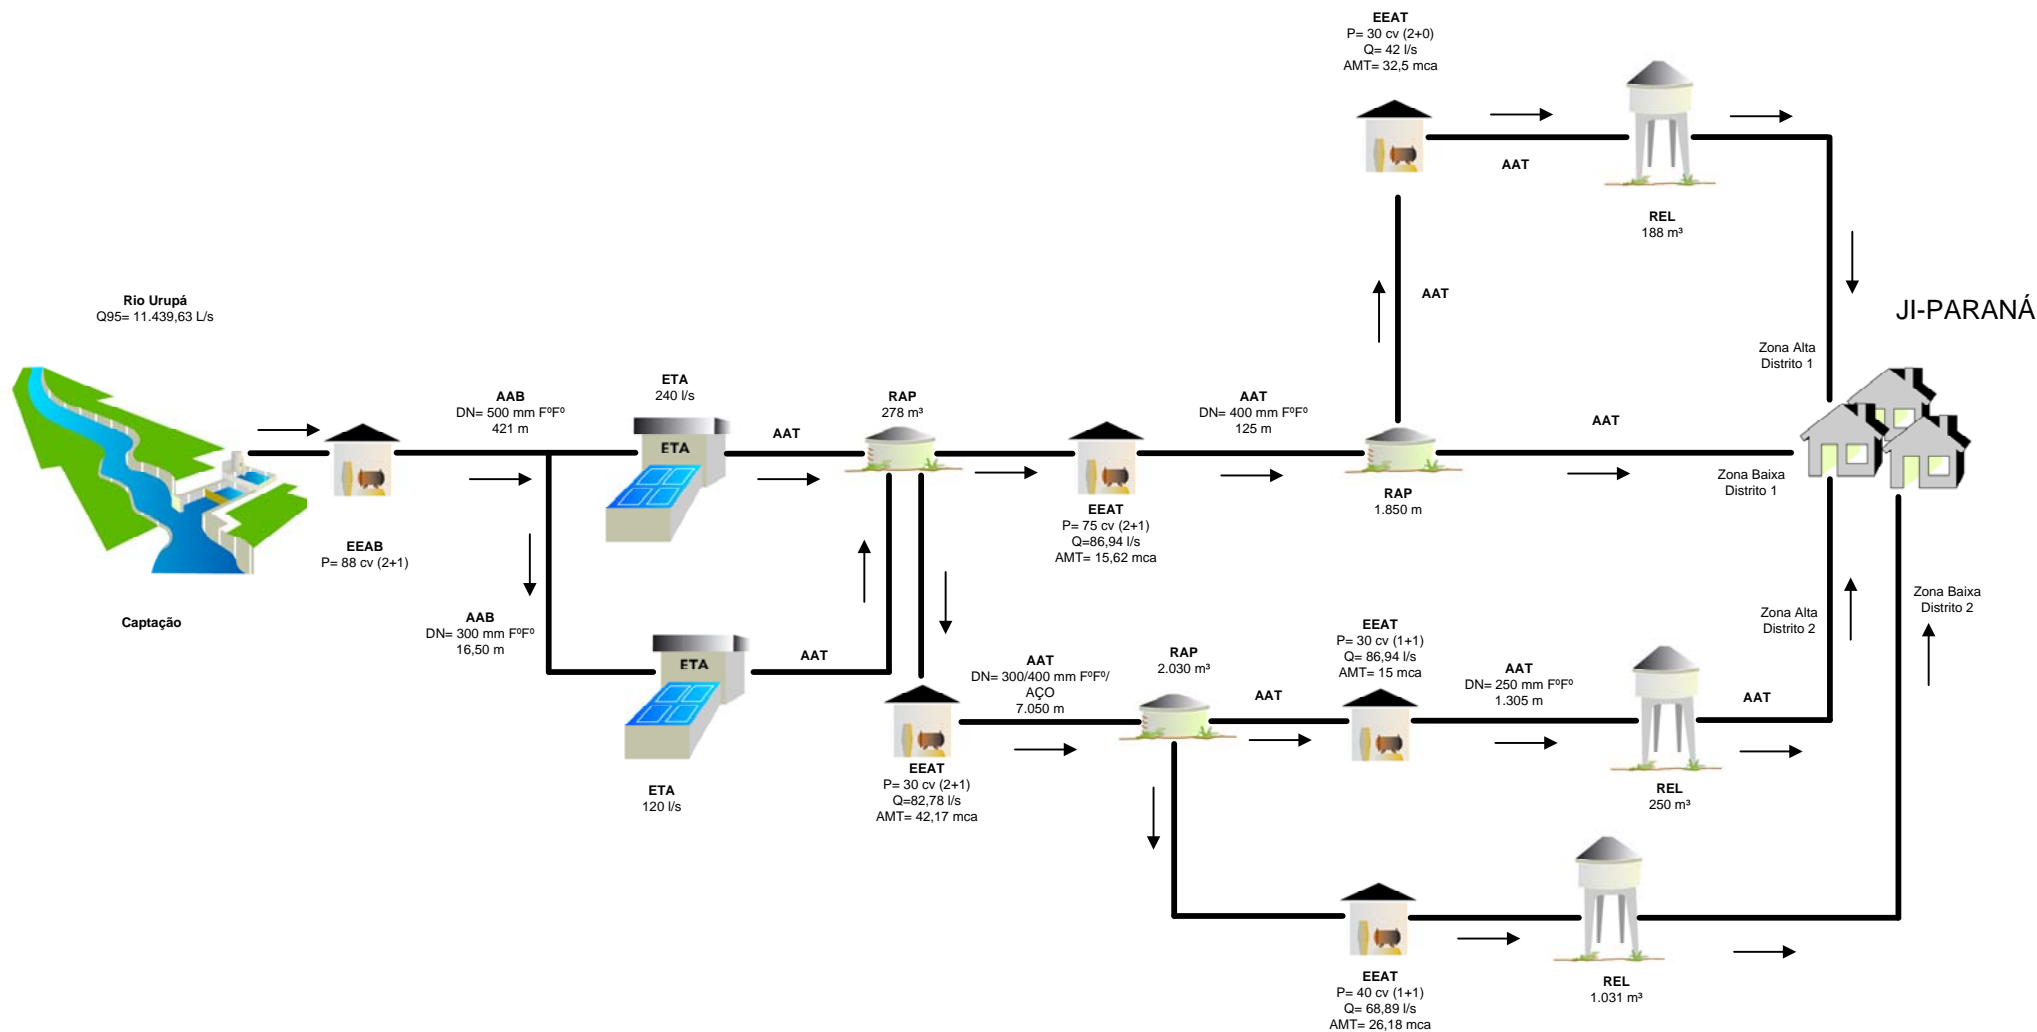 EEAT
P= 30 cv (2+0)
Q= 42 l/s
AMT= 32,5 mca
AAT
REL
188 m³
AAT
Rio Urupá
Q95= 11.439,63 L/s
JI-PARANÁ
Zona Alta
Distrito 1
AAB
DN= 500 mm FºFº
421 m
ETA
240 l/s
ETA
AAT
RAP
278 m³
AAT
DN= 400 mm FºFº
125 m
AAT
Zona Baixa
Distrito 1
RAP
1.850 m
EEAT
P= 75 cv (2+1)
Q=86,94 l/s
AMT= 15,62 mca
EEAB
P= 88 cv (2+1)
Captação
AAB
DN= 300 mm FºFº
16,50 m
ETA
AAT
ETA
120 l/s
AAT
DN= 300/400 mm FºFº/
AÇO
7.050 m
EEAT
P= 30 cv (2+1)
Q=82,78 l/s
AMT= 42,17 mca
RAP
2.030 m³
AAT
EEAT
P= 30 cv (1+1)
Q= 86,94 l/s
AMT= 15 mca
AAT
DN= 250 mm FºFº
1.305 m
REL
250 m³
AAT
Zona Alta
Distrito 2
Zona Baixa
Distrito 2
EEAT
P= 40 cv (1+1)
Q= 68,89 l/s
AMT= 26,18 mca
REL
1.031 m³